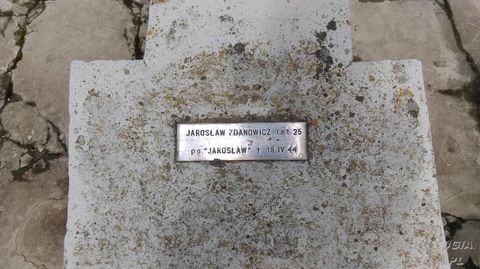 JAROSŁAW ZDANOWICZ lat 25
ps. "JAROSŁAW" † 18.IV 44